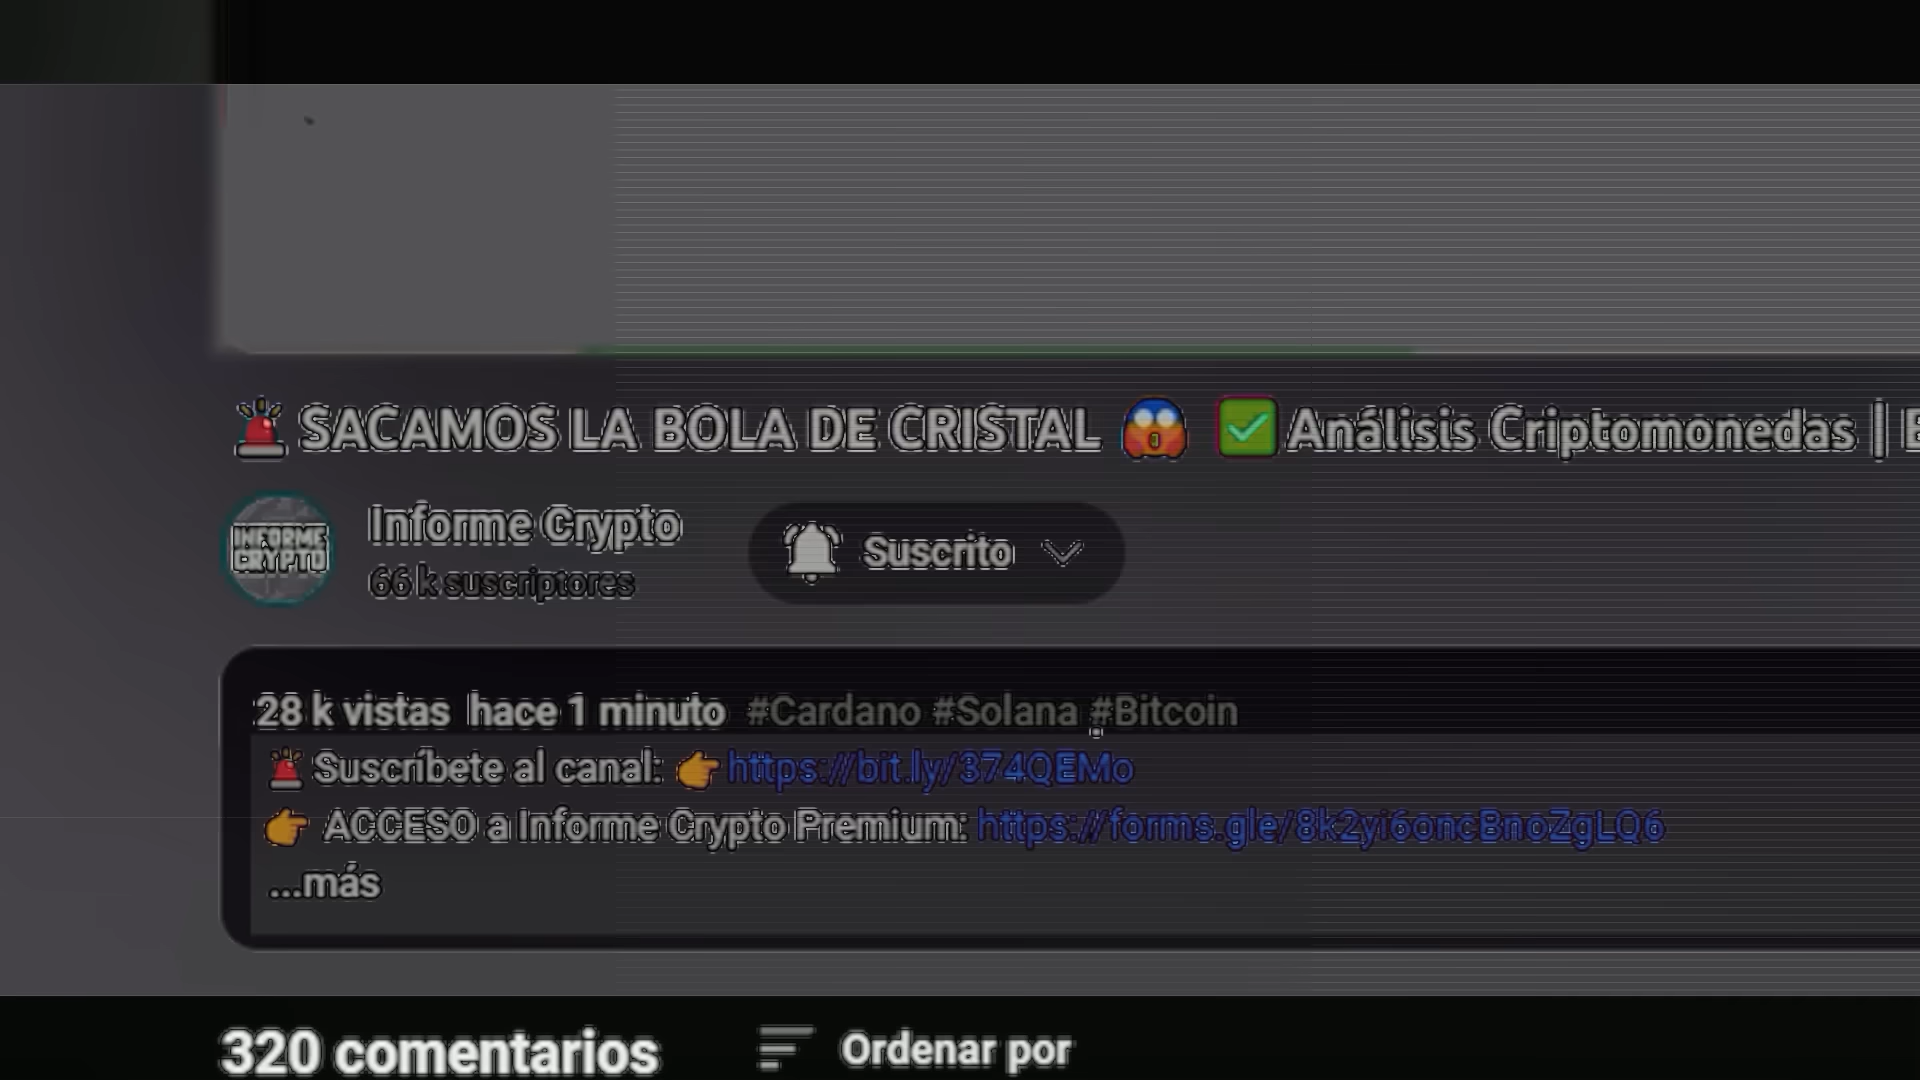 🚨 SACAMOS LA BOLA DE CRISTAL 😱 ✅ Análisis Criptomonedas |
INFORME
CRYPTO
Informe Crypto
66 k suscriptores
Suscrito
28 k vistas hace 1 minuto #Cardano #Solana #Bitcoin
🚨 Suscríbete al canal: 👉 https://bit.ly/374QEMo
👉 ACCESO a Informe Crypto Premium: https://forms.gle/8k2yi6oncBnoZgLQ6
...más
320 comentarios
Ordenar por